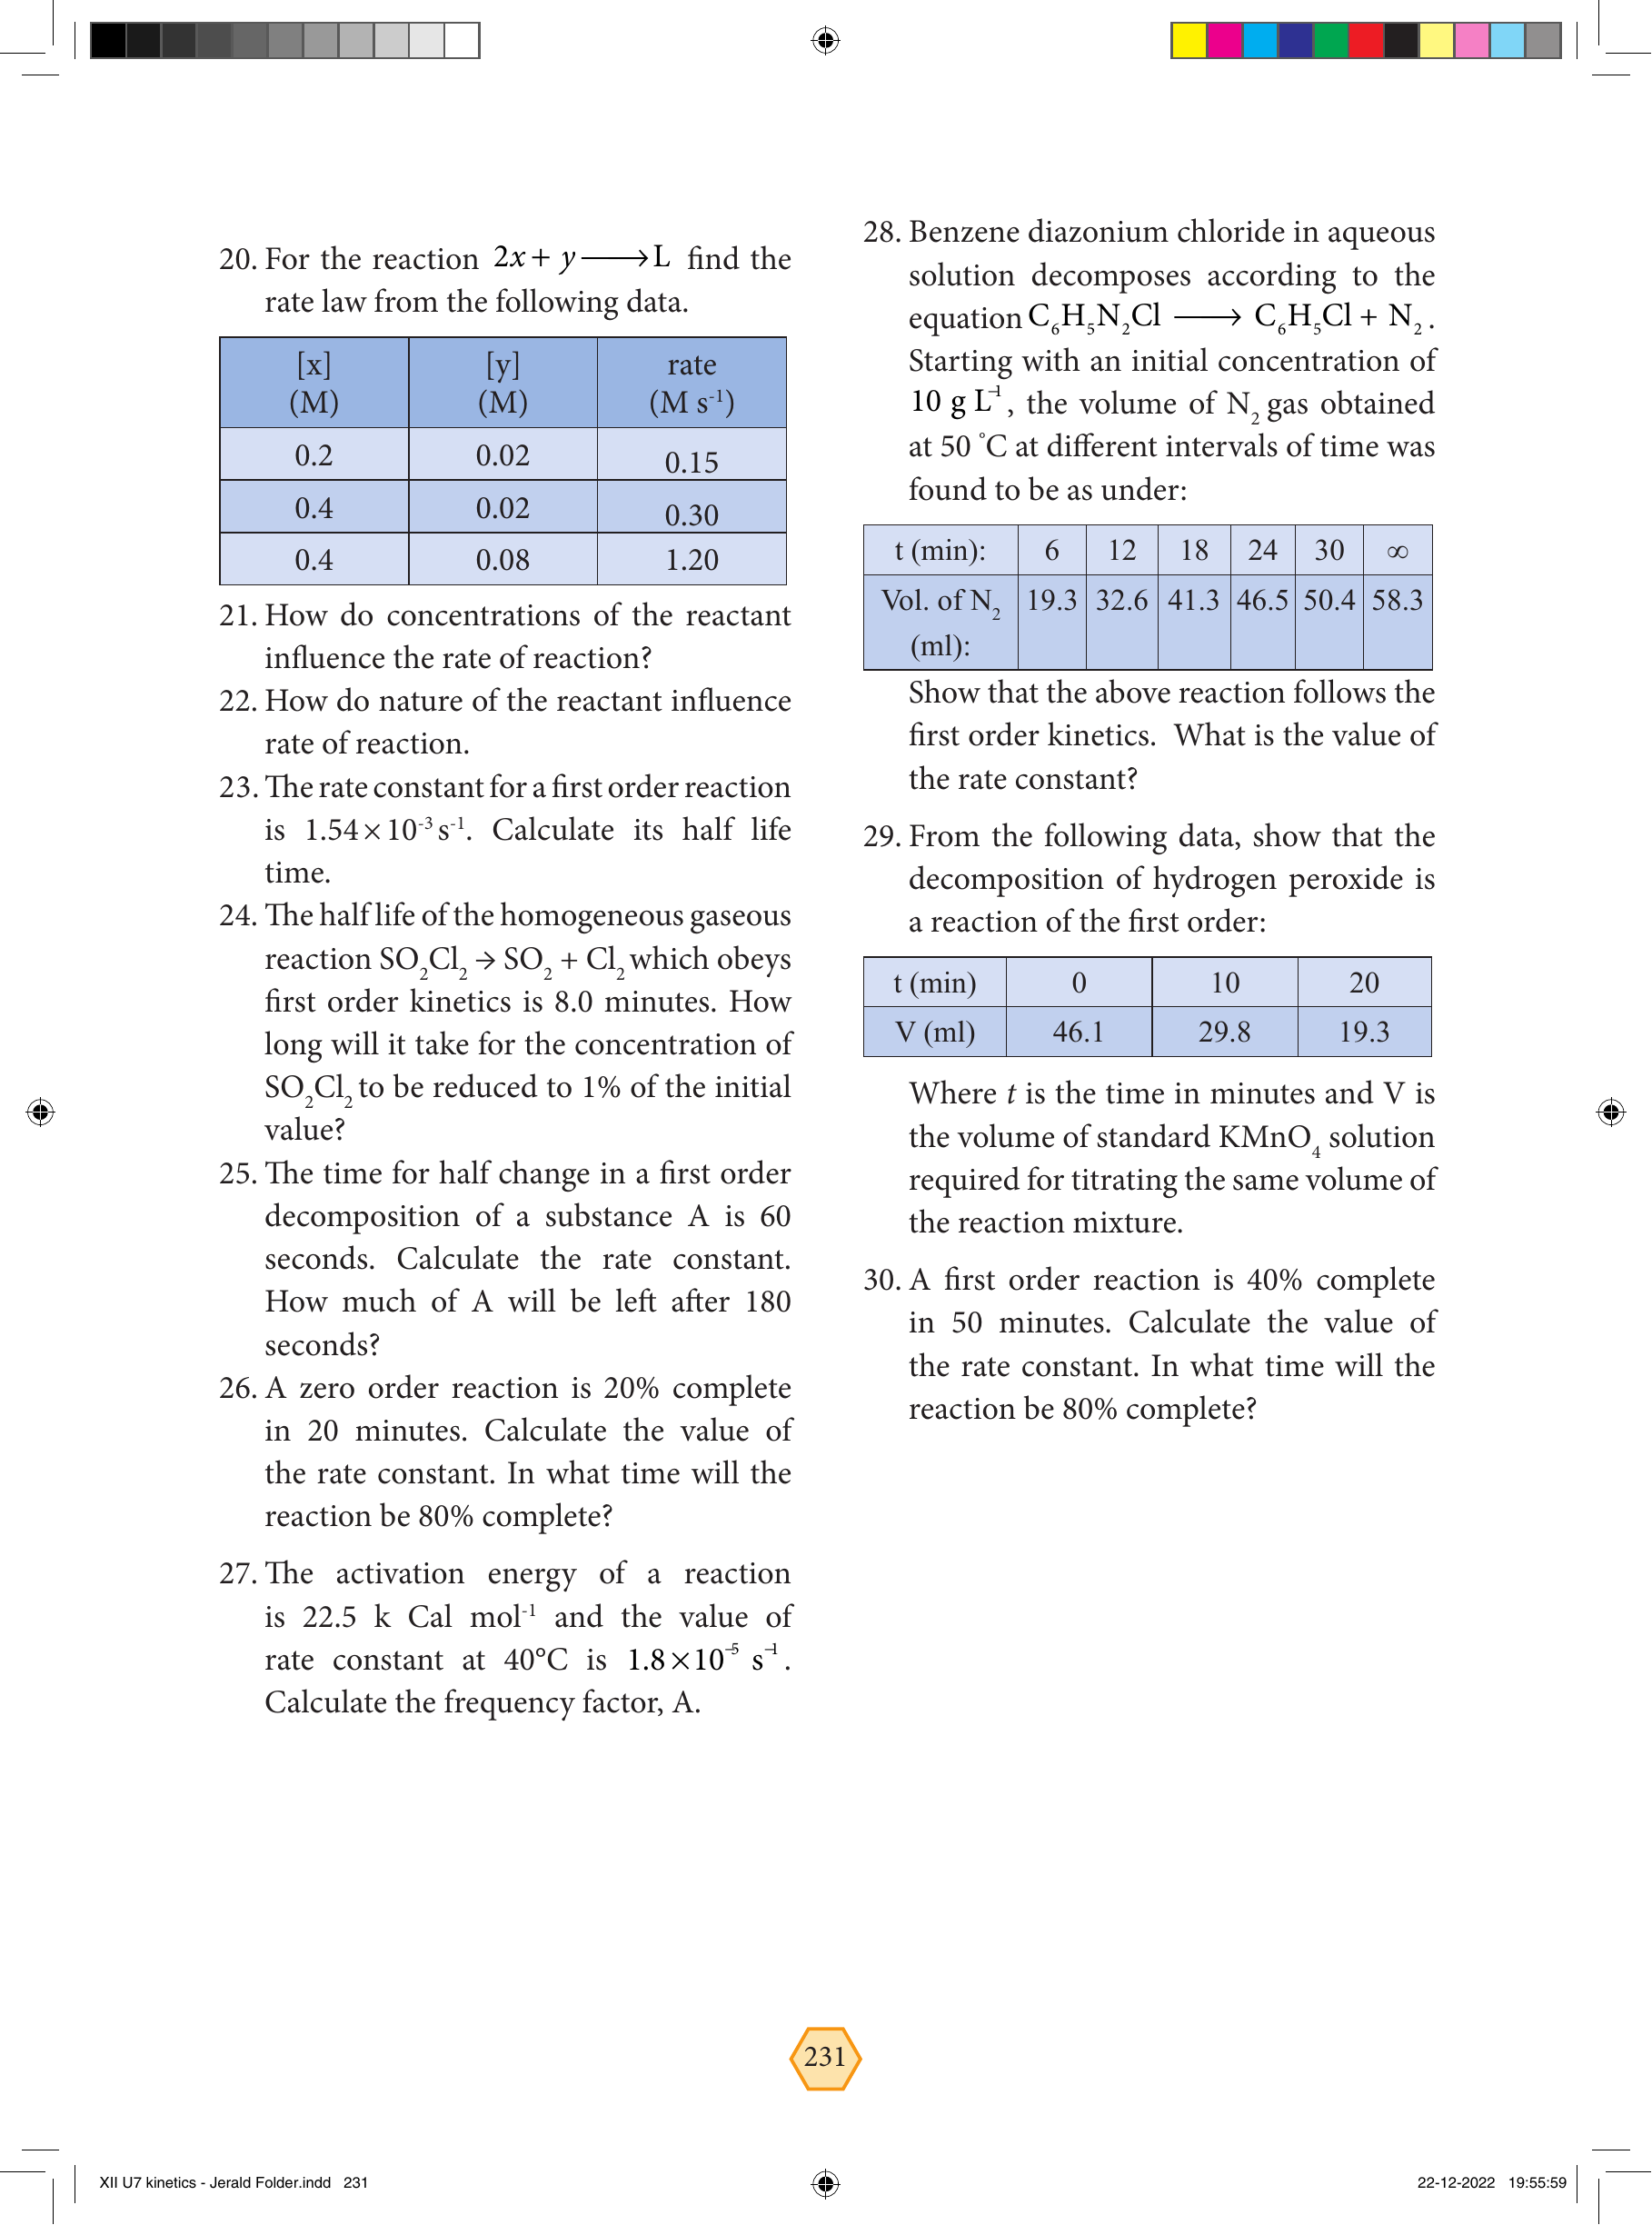 20. For the reaction 2x + y ⟶ L find the
rate law from the following data.
[x] (M) [y] (M) rate (M s⁻¹)
0.2 0.02 0.15
0.4 0.02 0.30
0.4 0.08 1.20
21. How do concentrations of the reactant
influence the rate of reaction?
22. How do nature of the reactant influence
rate of reaction.
23. The rate constant for a first order reaction
is 1.54 × 10⁻³ s⁻¹. Calculate its half life
time.
24. The half life of the homogeneous gaseous
reaction SO₂Cl₂ → SO₂ + Cl₂ which obeys
first order kinetics is 8.0 minutes. How
long will it take for the concentration of
SO₂Cl₂ to be reduced to 1% of the initial
value?
25. The time for half change in a first order
decomposition of a substance A is 60
seconds. Calculate the rate constant.
How much of A will be left after 180
seconds?
26. A zero order reaction is 20% complete
in 20 minutes. Calculate the value of
the rate constant. In what time will the
reaction be 80% complete?
27. The activation energy of a reaction
is 22.5 k Cal mol⁻¹ and the value of
rate constant at 40°C is 1.8 × 10⁻⁵ s⁻¹.
Calculate the frequency factor, A.
28. Benzene diazonium chloride in aqueous
solution decomposes according to the
equation C₆H₅N₂Cl ⟶ C₆H₅Cl + N₂.
Starting with an initial concentration of
10 g L⁻¹, the volume of N₂ gas obtained
at 50 °C at different intervals of time was
found to be as under:
t (min): 6 12 18 24 30 ∞
Vol. of N₂ (ml): 19.3 32.6 41.3 46.5 50.4 58.3
Show that the above reaction follows the
first order kinetics. What is the value of
the rate constant?
29. From the following data, show that the
decomposition of hydrogen peroxide is
a reaction of the first order:
t (min) 0 10 20
V (ml) 46.1 29.8 19.3
Where t is the time in minutes and V is
the volume of standard KMnO₄ solution
required for titrating the same volume of
the reaction mixture.
30. A first order reaction is 40% complete
in 50 minutes. Calculate the value of
the rate constant. In what time will the
reaction be 80% complete?
231
XII U7 kinetics - Jerald Folder.indd 231
22-12-2022 19:55:59